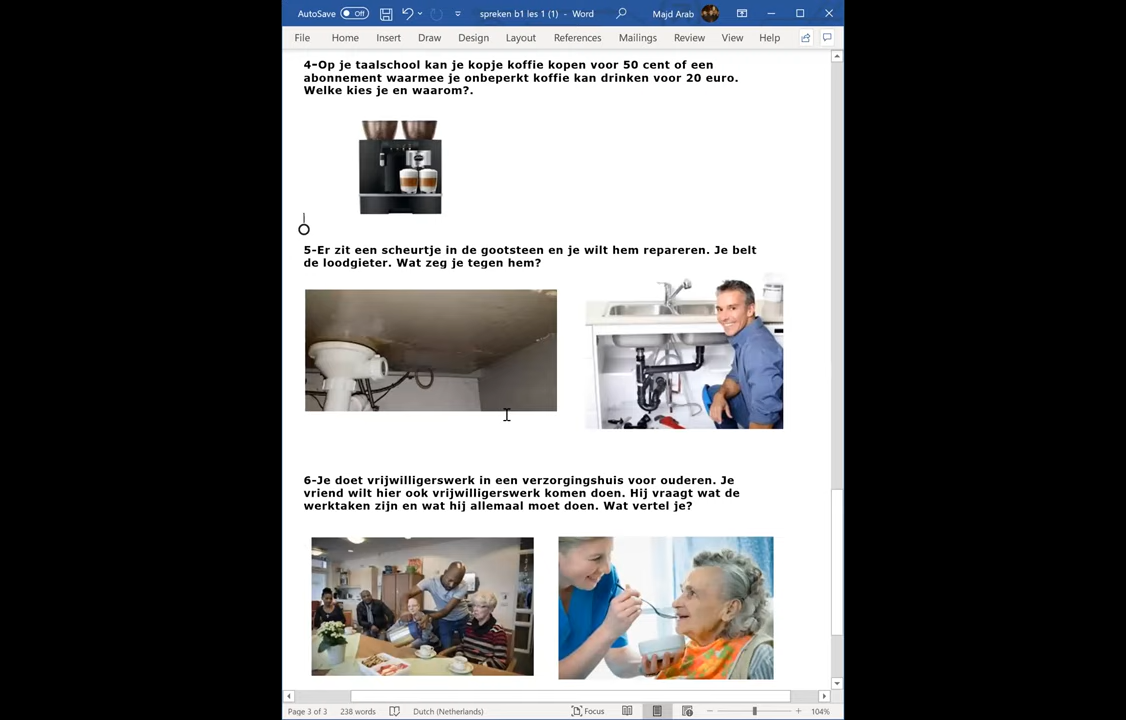 AutoSave Off spreken b1 les 1 (1) - Word Majd Arab
File Home Insert Draw Design Layout References Mailings Review View Help
4-Op je taalschool kan je kopje koffie kopen voor 50 cent of een
abonnement waarmee je onbeperkt koffie kan drinken voor 20 euro.
Welke kies je en waarom?.
5-Er zit een scheurtje in de gootsteen en je wilt hem repareren. Je belt
de loodgieter. Wat zeg je tegen hem?
6-Je doet vrijwilligerswerk in een verzorgingshuis voor ouderen. Je
vriend wilt hier ook vrijwilligerswerk komen doen. Hij vraagt wat de
werktaken zijn en wat hij allemaal moet doen. Wat vertel je?
Page 3 of 3 238 words Dutch (Netherlands) Focus 104%